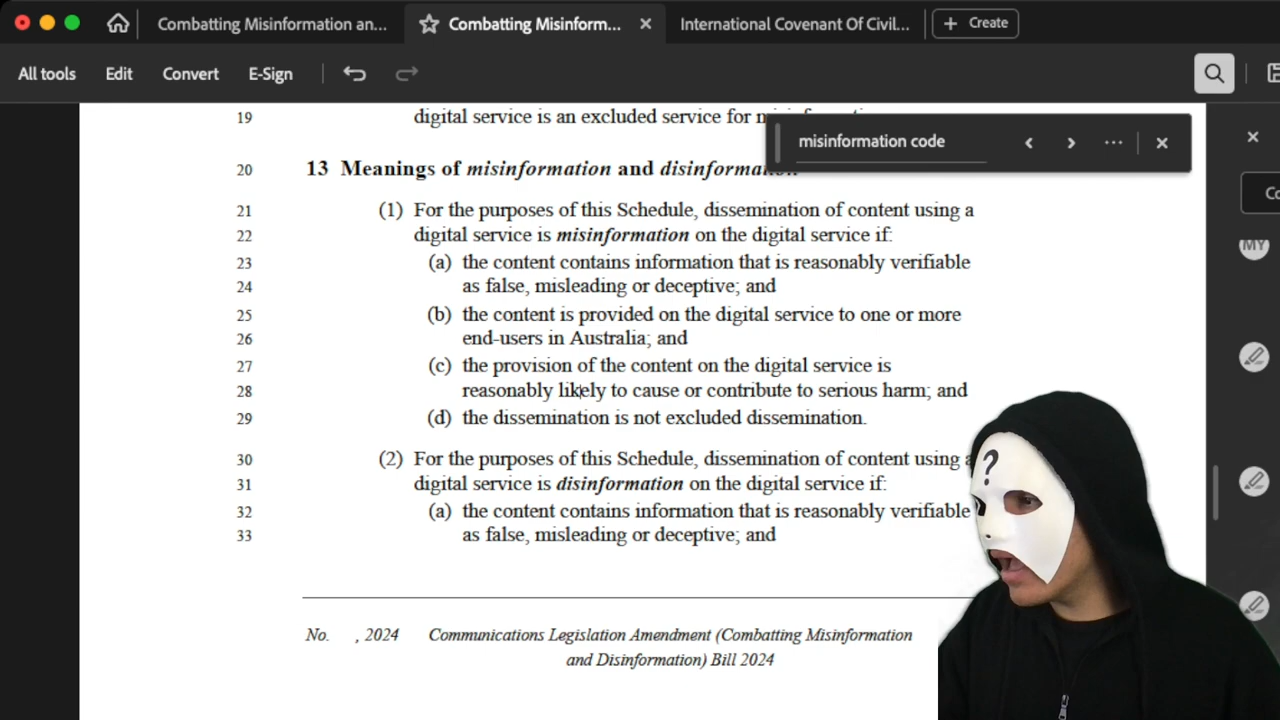 Combatting Misinformation an...
Combatting Misinform...
International Covenant Of Civil...
Create
All tools
Edit
Convert
E-Sign
misinformation code
19 digital service is an excluded service for
20 13 Meanings of misinformation and
21 (1) For the purposes of this Schedule, dissemination of content using a
22 digital service is misinformation on the digital service if:
23 (a) the content contains information that is reasonably verifiable
24 as false, misleading or deceptive; and
25 (b) the content is provided on the digital service to one or more
26 end-users in Australia; and
27 (c) the provision of the content on the digital service is
28 reasonably likely to cause or contribute to serious harm; and
29 (d) the dissemination is not excluded dissemination.
30 (2) For the purposes of this Schedule, dissemination of content using a
31 digital service is disinformation on the digital service if:
32 (a) the content contains information that is reasonably verifiable
33 as false, misleading or deceptive; and
No. , 2024 Communications Legislation Amendment (Combatting Misinformation
and Disinformation) Bill 2024
MY
?